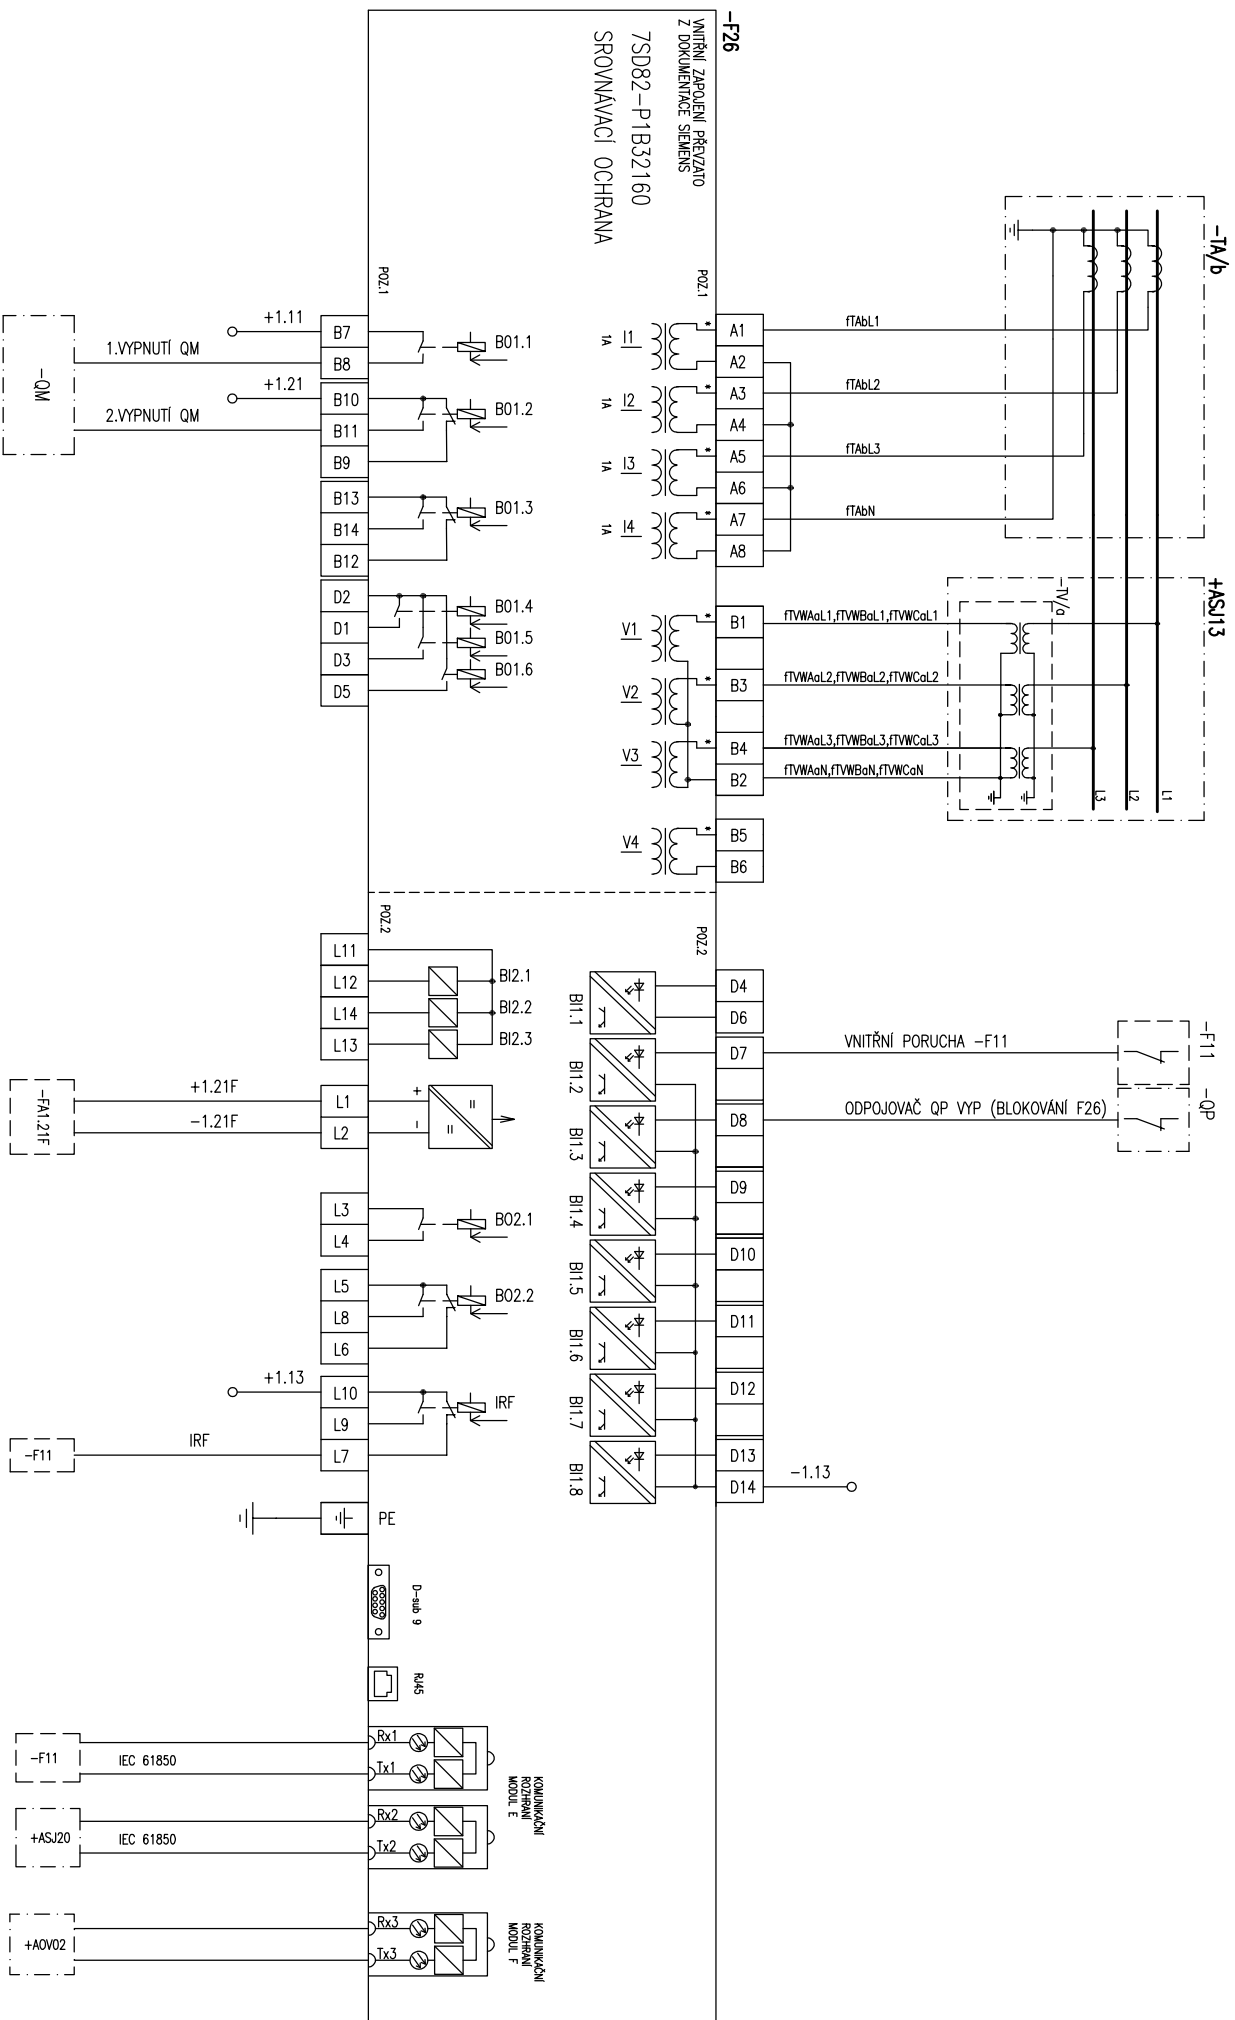 -F26
VNITŘNÍ ZAPOJENÍ PŘEVZATO
Z DOKUMENTACE SIEMENS
7SD82-P1B32160
SROVNÁVACÍ OCHRANA
-TA/b
+ASJ13
-TV/a
L1
L2
L3
POZ.1
POZ.1
fTAbL1
fTAbL2
fTAbL3
fTAbN
A1
A2
A3
A4
A5
A6
A7
A8
I1
1A
I2
1A
I3
1A
I4
1A
fTVWAaL1,fTVWBaL1,fTVWCaL1
fTVWAaL2,fTVWBaL2,fTVWCaL2
fTVWAaL3,fTVWBaL3,fTVWCaL3
fTVWAaN,fTVWBaN,fTVWCaN
B1
B3
B4
B2
B5
B6
V1
V2
V3
V4
-QM
+1.11
1.VYPNUTÍ QM
+1.21
2.VYPNUTÍ QM
B7
B8
B10
B11
B9
B13
B14
B12
D2
D1
D3
D5
BO1.1
BO1.2
BO1.3
BO1.4
BO1.5
BO1.6
POZ.2
POZ.2
L11
L12
L14
L13
BI2.1
BI2.2
BI2.3
-FA1.21F
+1.21F
-1.21F
L1
L2
+
-
=
=
L3
L4
BO2.1
L5
L8
L6
BO2.2
+1.13
L10
L9
L7
IRF
-F11
IRF
PE
D4
D6
D7
D8
D9
D10
D11
D12
D13
D14
BI1.1
BI1.2
BI1.3
BI1.4
BI1.5
BI1.6
BI1.7
BI1.8
VNITŘNÍ PORUCHA -F11
-F11
ODPOJOVAČ QP VYP (BLOKOVÁNÍ F26)
-QP
-1.13
D-sub 9
RJ45
-F11
IEC 61850
Rx1
Tx1
KOMUNIKAČNÍ
ROZHRANÍ
MODUL E
+ASJ20
IEC 61850
Rx2
Tx2
+AOV02
Rx3
Tx3
KOMUNIKAČNÍ
ROZHRANÍ
MODUL F